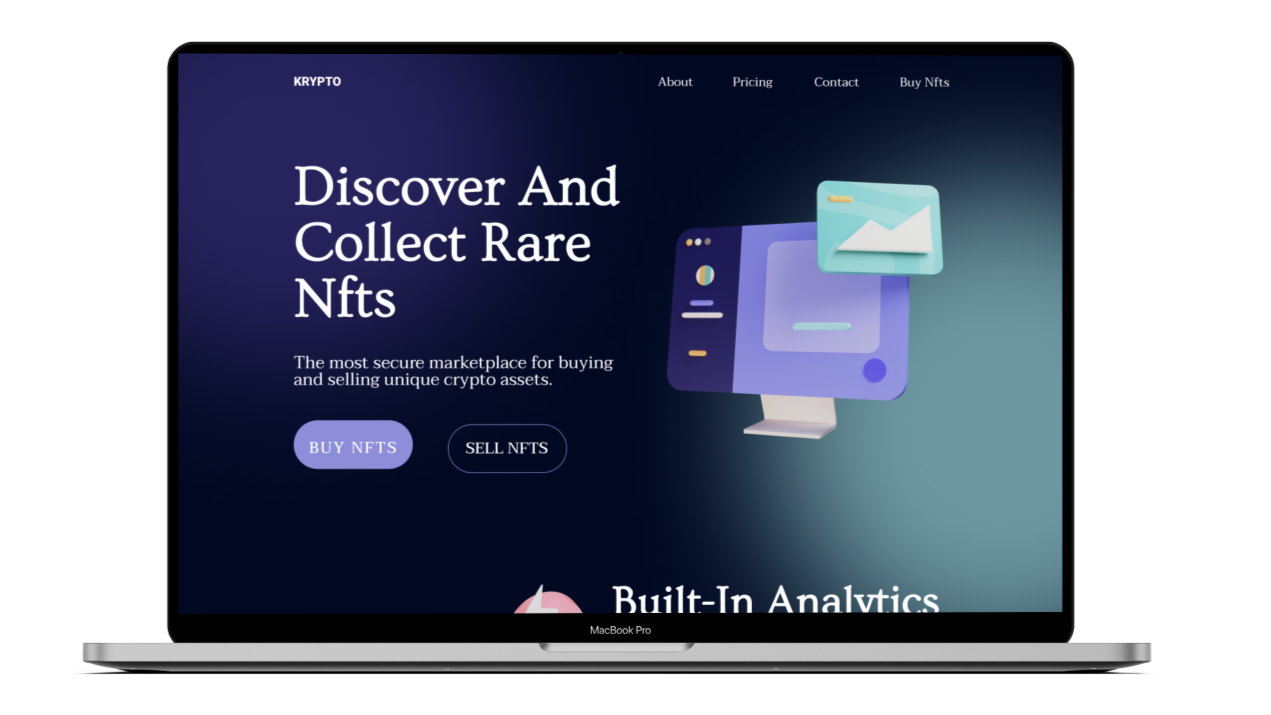 KRYPTO
About Pricing Contact Buy Nfts
Discover And
Collect Rare
Nfts
The most secure marketplace for buying
and selling unique crypto assets.
BUY NFTS
SELL NFTS
Built-In Analytics
MacBook Pro